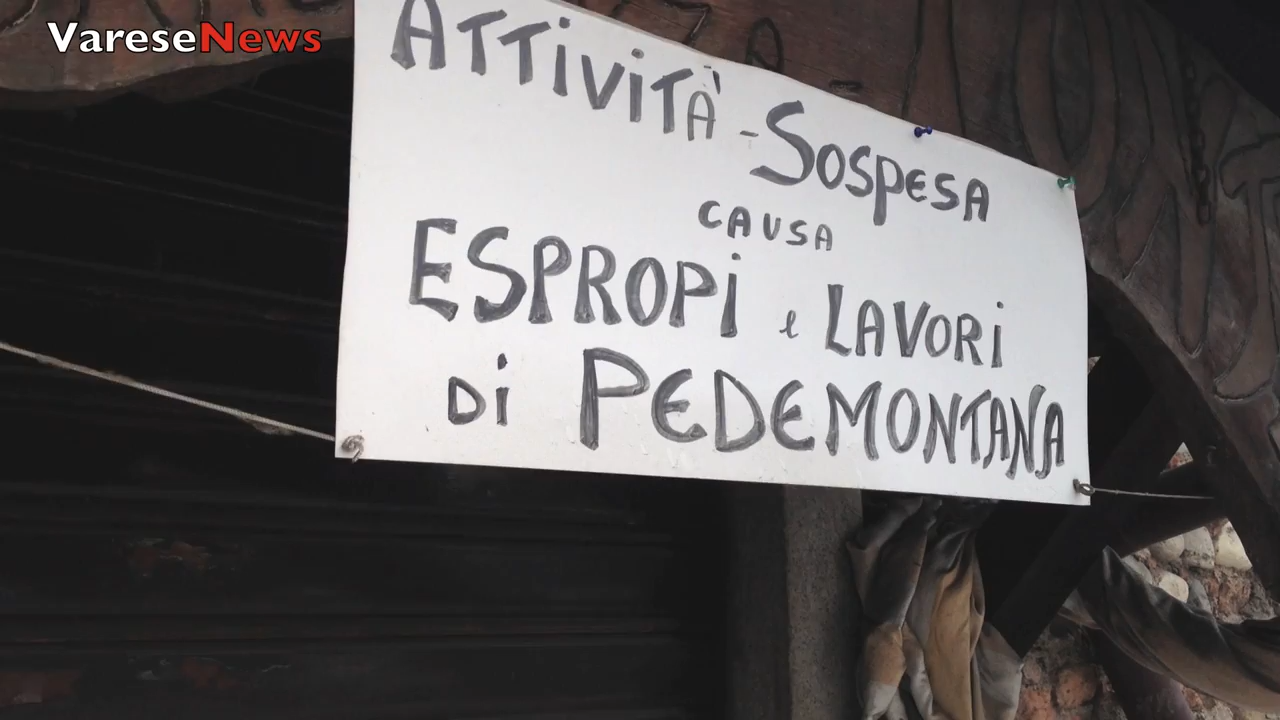 VareseNews
ATTiViTÀ - SOSPESA
CAUSA
ESPROPi e LAVORi
Di PEDEMONTANA